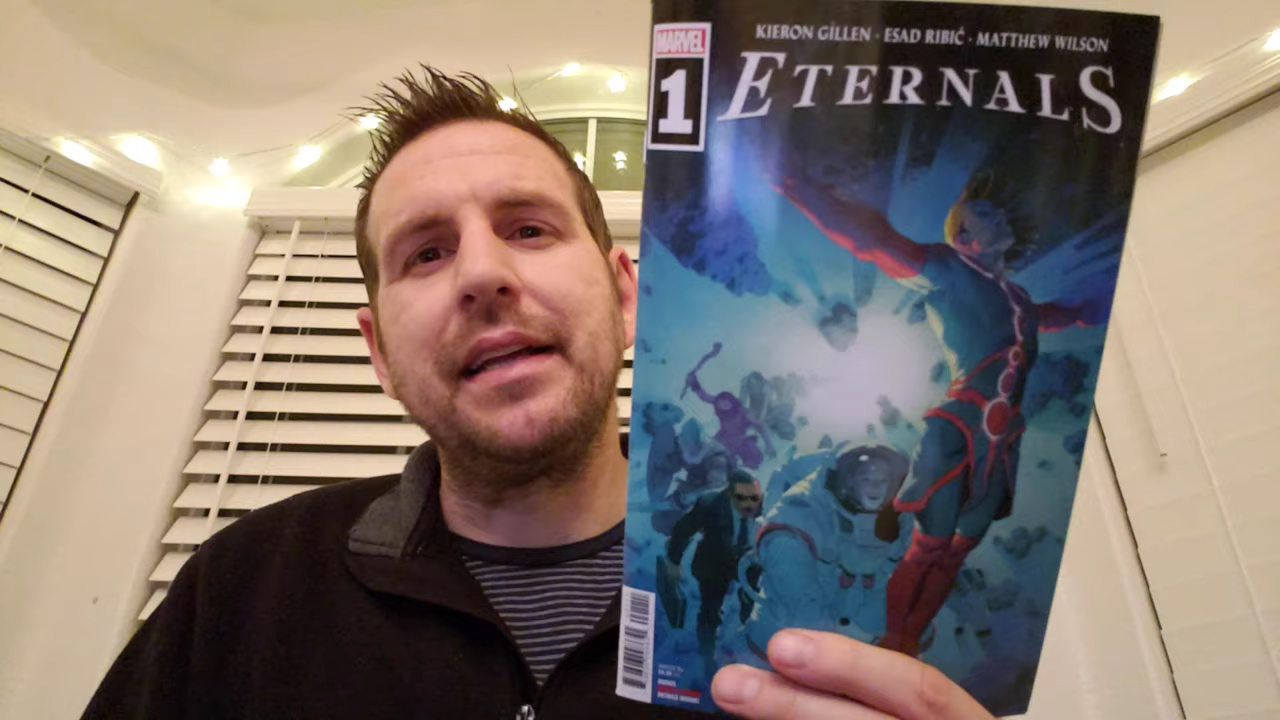 KIERON GILLEN · ESAD RIBIĆ · MATTHEW WILSON
MARVEL
1
ETERNALS